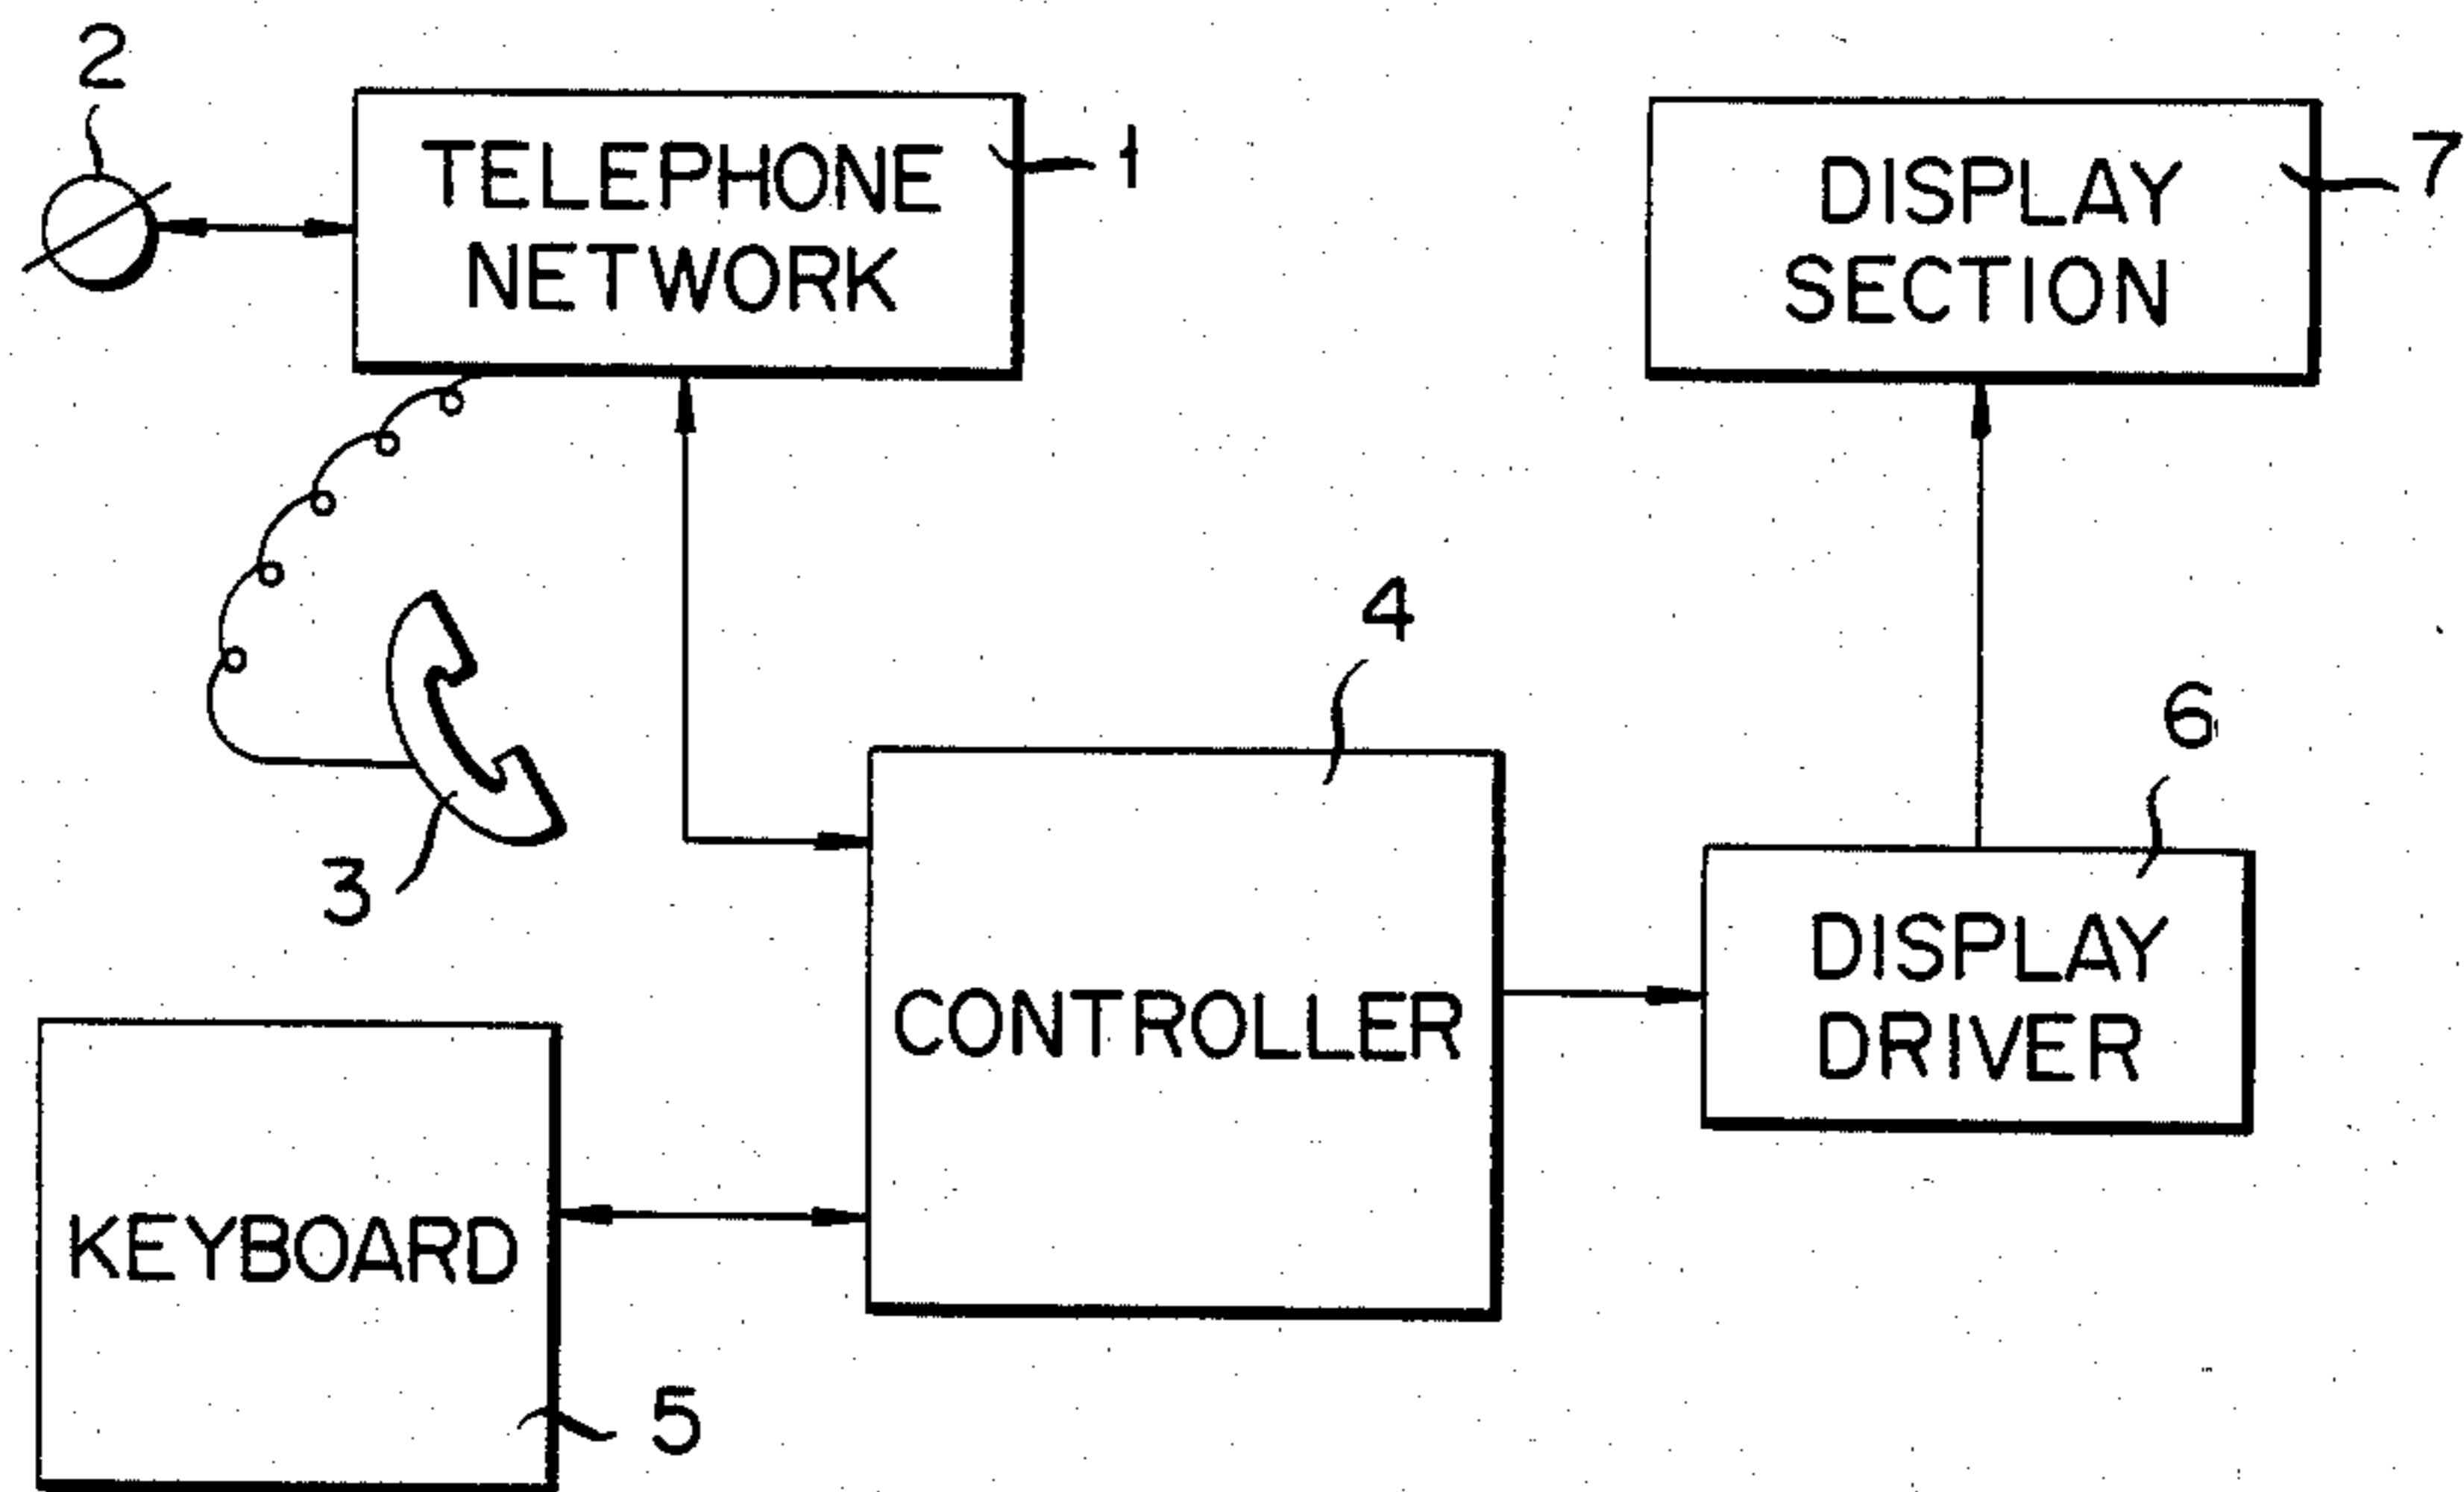 2
TELEPHONE
NETWORK
1
DISPLAY
SECTION
7
3
4
6
CONTROLLER
DISPLAY
DRIVER
KEYBOARD
5